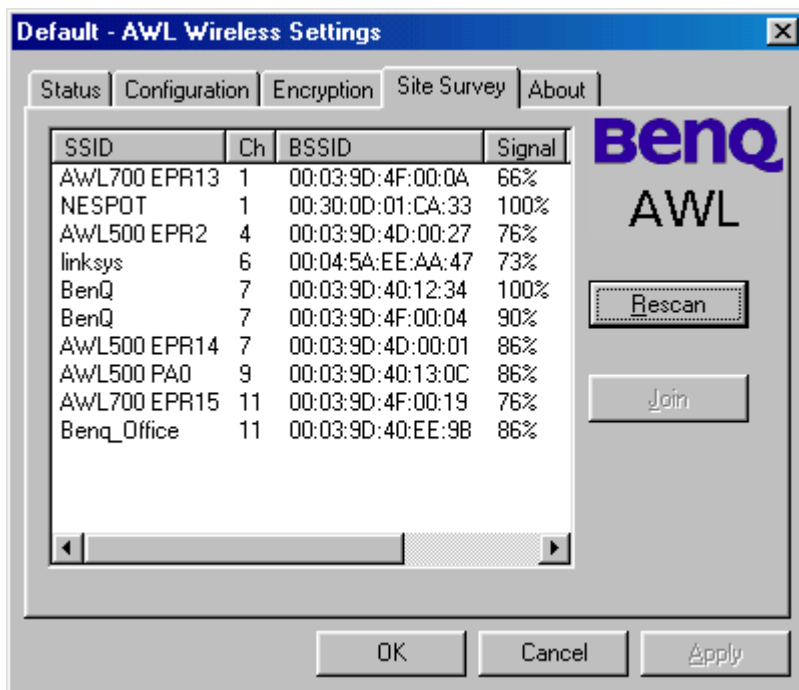 Default - AWL Wireless Settings
Status Configuration Encryption Site Survey About
SSID Ch BSSID Signal
AWL700 EPR13 1 00:03:9D:4F:00:0A 66%
NESPOT 1 00:30:0D:01:CA:33 100%
AWL500 EPR2 4 00:03:9D:4D:00:27 76%
linksys 6 00:04:5A:EE:AA:47 73%
BenQ 7 00:03:9D:40:12:34 100%
BenQ 7 00:03:9D:4F:00:04 90%
AWL500 EPR14 7 00:03:9D:4D:00:01 86%
AWL500 PA0 9 00:03:9D:40:13:0C 86%
AWL700 EPR15 11 00:03:9D:4F:00:19 76%
Benq_Office 11 00:03:9D:40:EE:9B 86%
BenQ
AWL
Rescan
Join
OK Cancel Apply